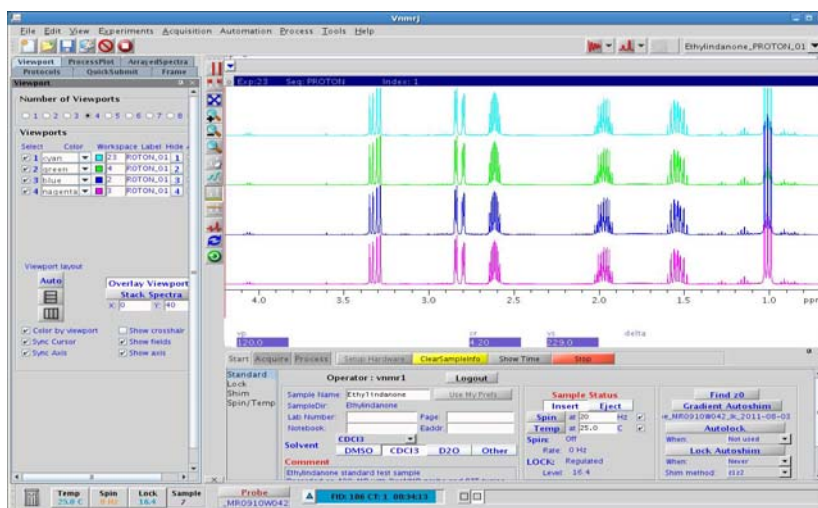 VnmrJ
File Edit View Experiments Acquisition Automation Process Tools Help
Ethylindanone_PROTON_01
Viewport ProcessPlot ArrayedSpectra
Protocols QuickSubmit Frame
Viewport
Exp:23 Seq: PROTON Index: 1
Number of Viewports
1 2 3 4 5 6 7 8
Viewports
Select Color Workspace Label Hide
1 cyan 23 ROTON_01 1
2 green 4 ROTON_01 2
3 blue 2 ROTON_01 3
4 nagenta 3 ROTON_01 4
Viewport layout
Auto
Overlay Viewport
Stack Spectra
X: 0 Y: 40
Color by viewport Show crosshair
Sync Cursor Show fields
Sync Axis Show axis
4.0 3.5 3.0 2.5 2.0 1.5 1.0 ppm
vp cr vs delta
120.0 4.20 229.0
Start Acquire Process Setup Hardware ClearSampleInfo Show Time Stop
Standard
Lock
Shim
Spin/Temp
Operator : vnmr1 Logout
Sample Name: Ethylindanone Use My Prefs
SampleDir: Ethylindanone
Lab Number: Page:
Notebook: Eaddr:
Solvent CDCl3
DMSO CDCl3 D2O Other
Comment
Ethylindanone standard test sample
Sample Status
Insert Eject
Spin at 20 Hz
Temp at 25.0 C
Spin: Off
Rate: 0 Hz
LOCK: Regulated
Level: 16.4
Find z0
Gradient Autoshim
Autolock
When: Not used
Lock Autoshim
When: Never
Shim method: z1z2
Temp Spin Lock Sample
25.0 C 0 Hz 16.4 7
Probe
_MR0910W042
FID: 186 CT: 1 00:34:13